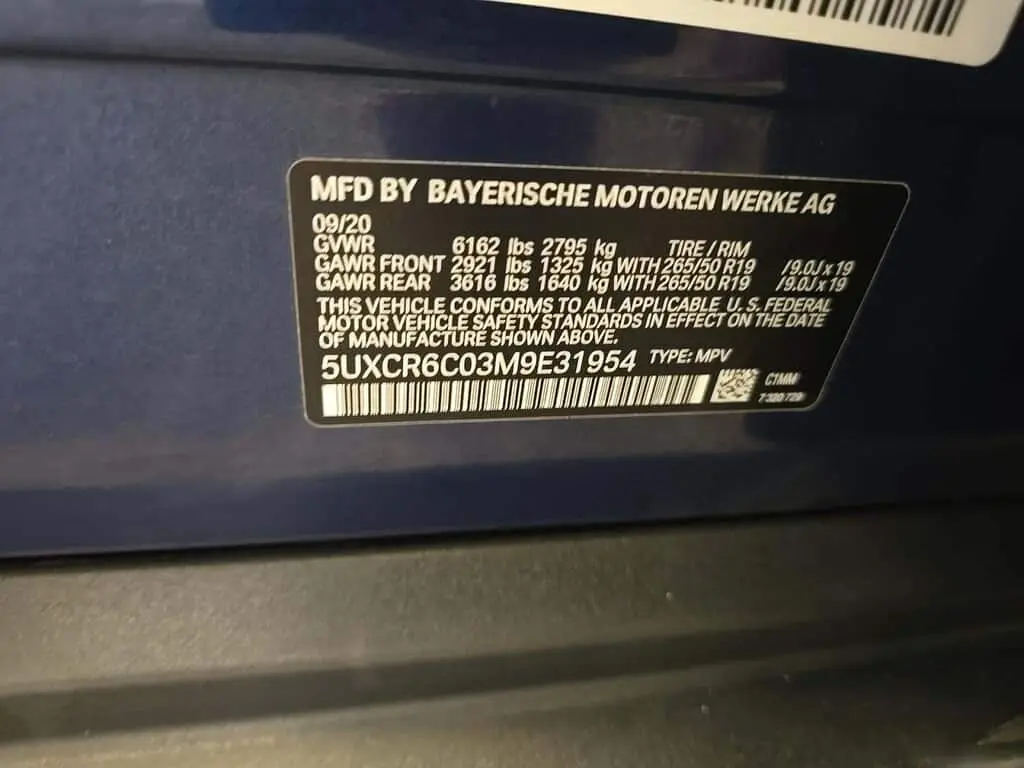 MFD BY BAYERISCHE MOTOREN WERKE AG
09/20
GVWR 6162 lbs 2795 kg TIRE / RIM
GAWR FRONT 2921 lbs 1325 kg WITH 265/50 R19 /9.0J x 19
GAWR REAR 3616 lbs 1640 kg WITH 265/50 R19 /9.0J x 19
THIS VEHICLE CONFORMS TO ALL APPLICABLE U. S. FEDERAL
MOTOR VEHICLE SAFETY STANDARDS IN EFFECT ON THE DATE
OF MANUFACTURE SHOWN ABOVE.
5UXCR6C03M9E31954 TYPE: MPV
C1MM